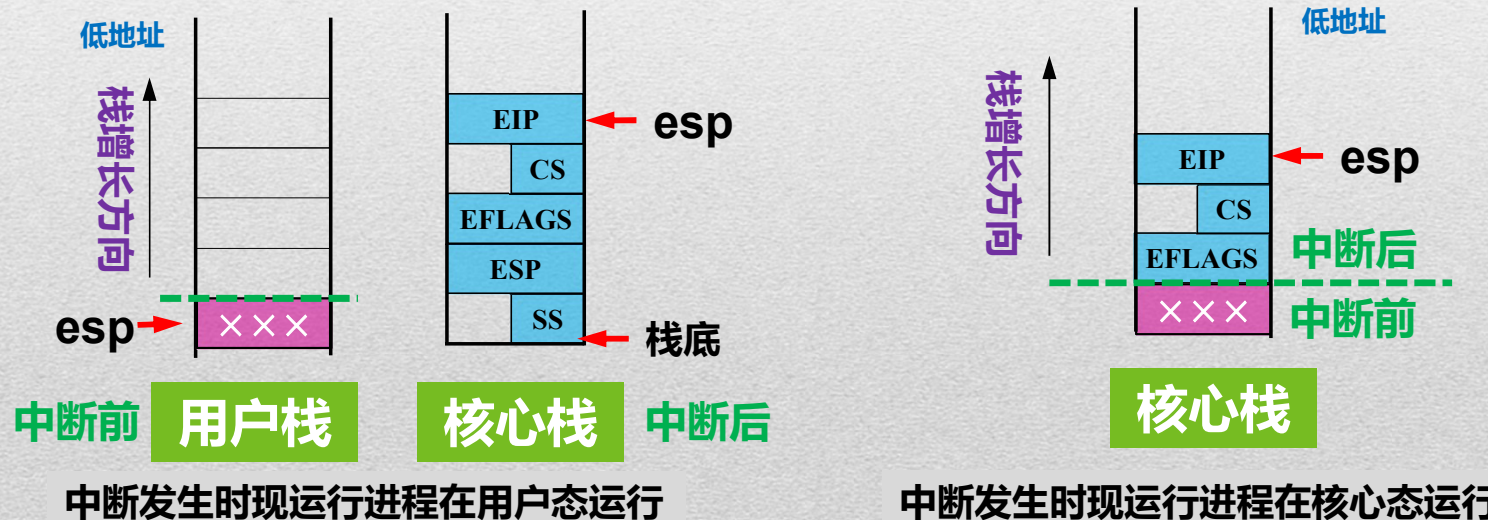 低地址
栈增长方向
esp
×××
中断前
用户栈
EIP
CS
EFLAGS
ESP
SS
esp
栈底
核心栈
中断后
中断发生时现运行进程在用户态运行
低地址
栈增长方向
EIP
esp
CS
EFLAGS
中断后
×××
中断前
核心栈
中断发生时现运行进程在核心态运行